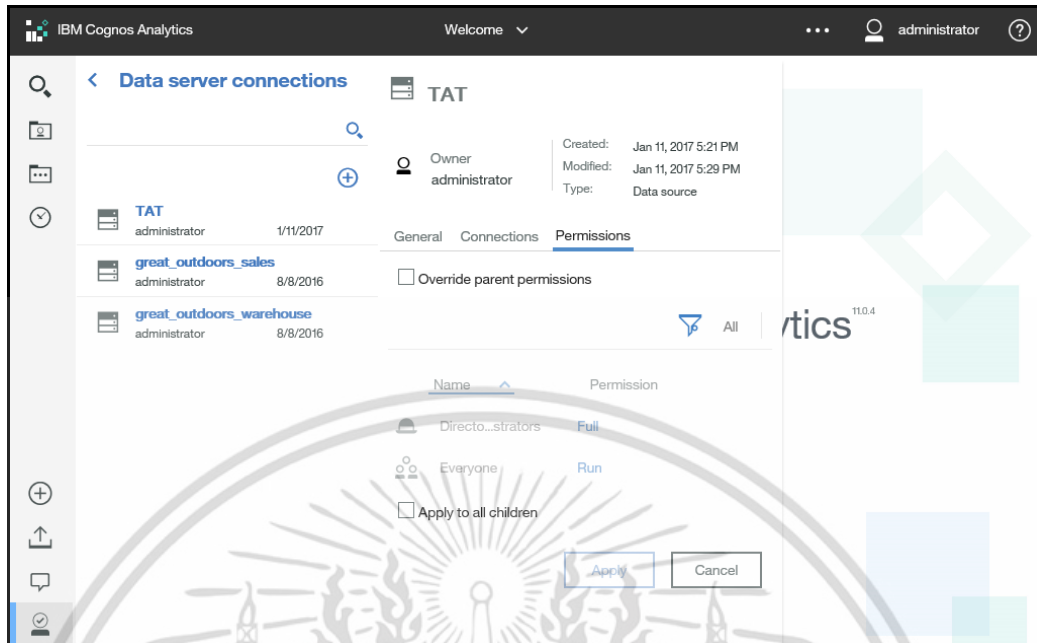 IBM Cognos Analytics
Welcome
administrator
Data server connections
TAT
administrator 1/11/2017
great_outdoors_sales
administrator 8/8/2016
great_outdoors_warehouse
administrator 8/8/2016
TAT
Owner
administrator
Created: Jan 11, 2017 5:21 PM
Modified: Jan 11, 2017 5:29 PM
Type: Data source
General Connections Permissions
Override parent permissions
All
ytics 11.0.4
Name Permission
Directo...strators Full
Everyone Run
Apply to all children
Apply Cancel